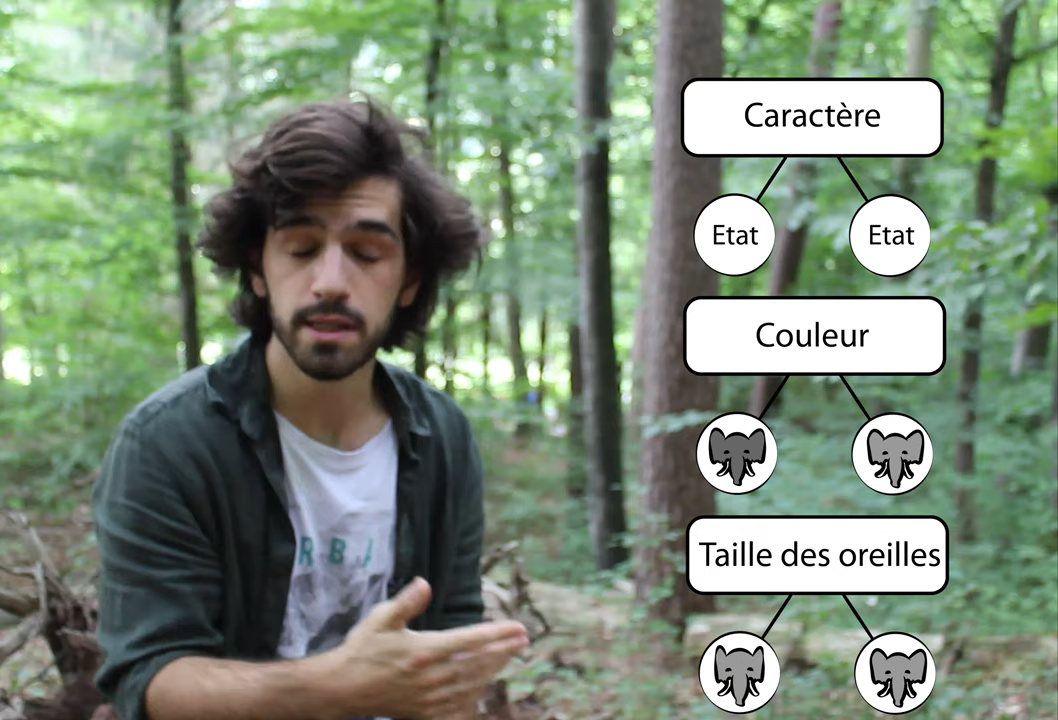 Caractère
Etat Etat
Couleur
Taille des oreilles